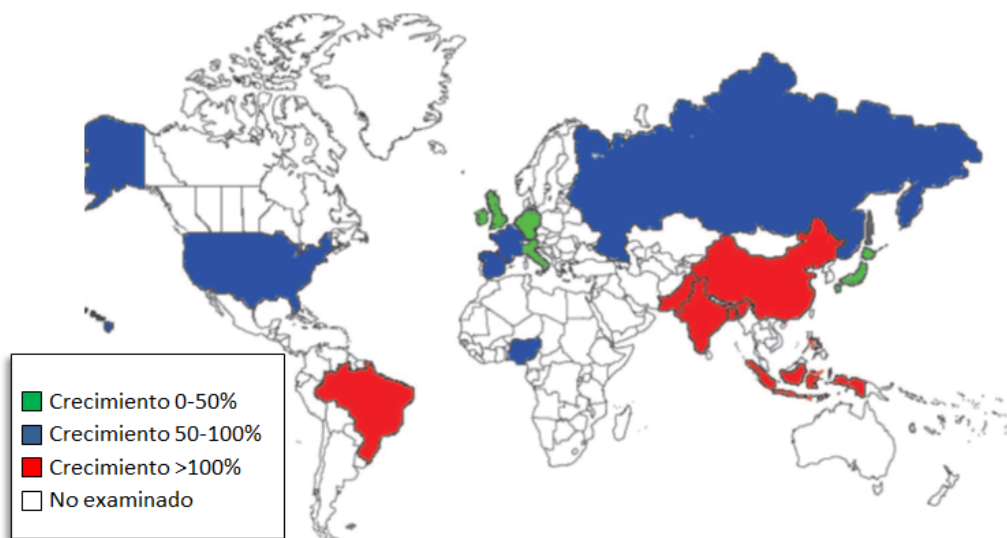 Crecimiento 0-50%
Crecimiento 50-100%
Crecimiento >100%
No examinado